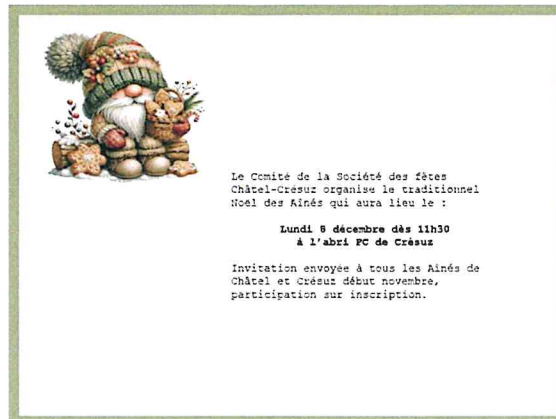 Le Comité de la Société des fêtes
Châtel-Crésuz organise le traditionnel
Noël des Aînés qui aura lieu le :
Lundi 8 décembre dès 11h30
à l'abri PC de Crésuz
Invitation envoyée à tous les Aînés de
Châtel et Crésuz début novembre,
participation sur inscription.